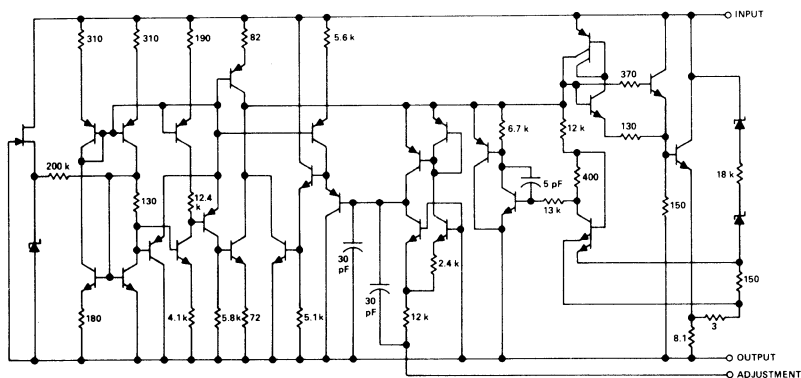 INPUT
310
310
190
82
5.6 k
370
6.7 k
12 k
130
200 k
130
12.4
k
5 pF
400
13 k
18 k
150
30
pF
30
pF
2.4 k
12 k
150
180
4.1 k
5.8 k
72
5.1 k
3
8.1
OUTPUT
ADJUSTMENT